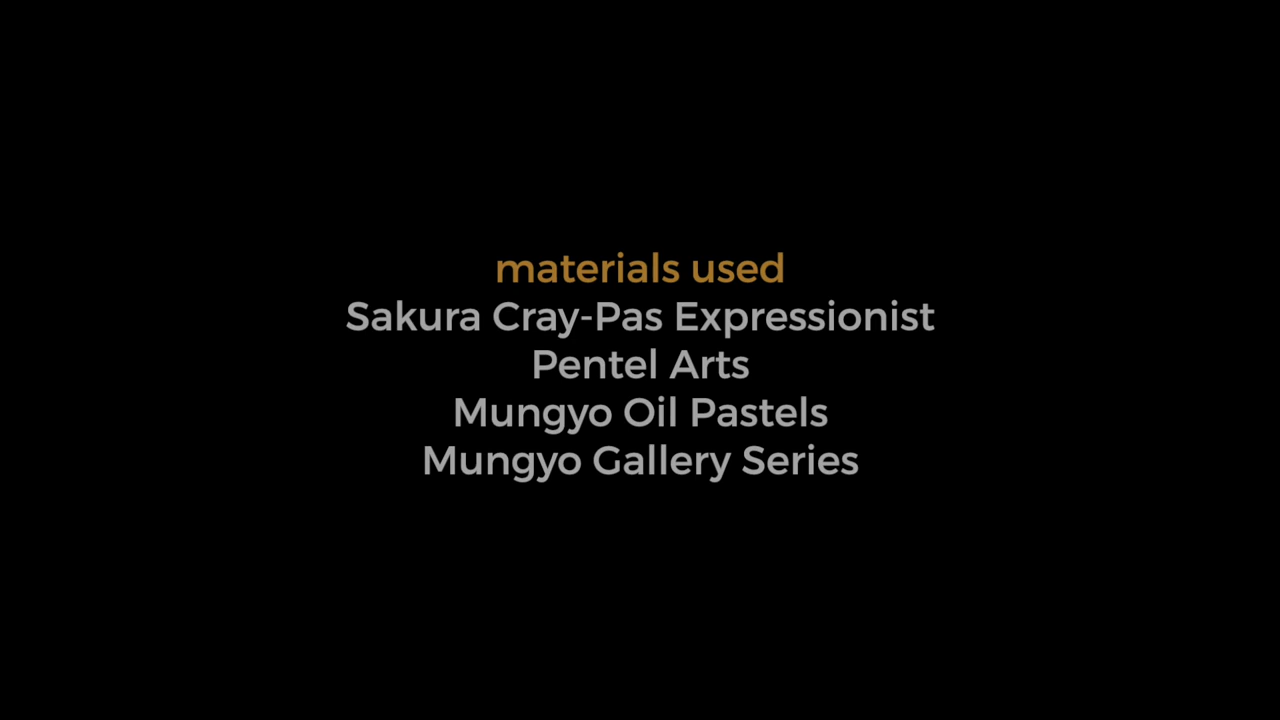 materials used
Sakura Cray-Pas Expressionist
Pentel Arts
Mungyo Oil Pastels
Mungyo Gallery Series